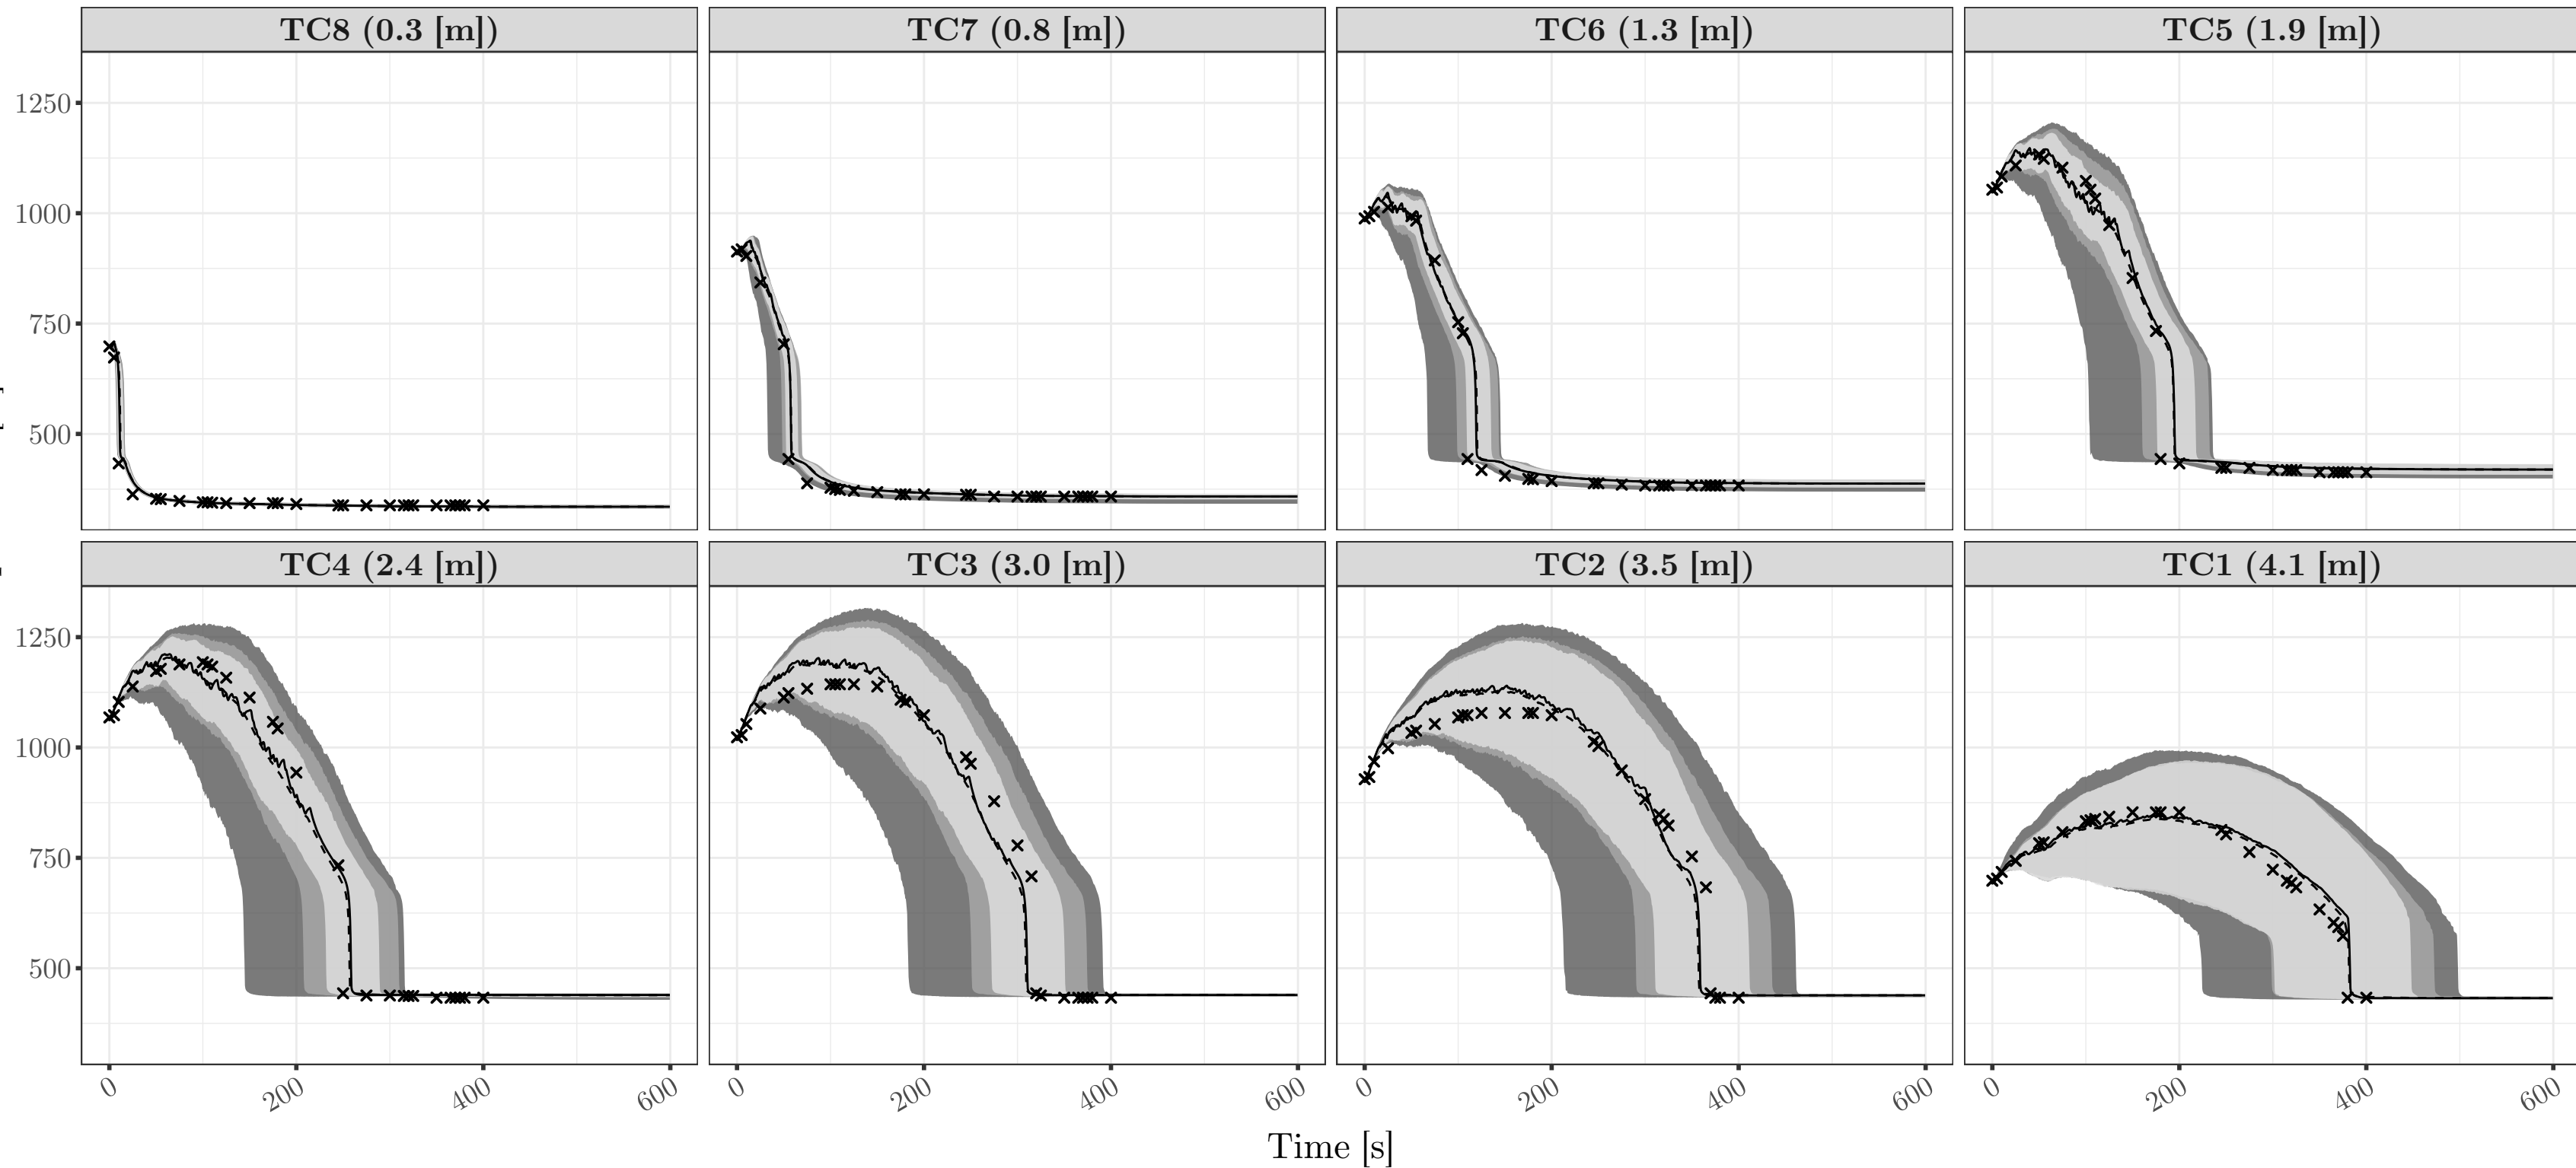 TC8 (0.3 [m])
TC7 (0.8 [m])
TC6 (1.3 [m])
TC5 (1.9 [m])
1250
1000
750
500
TC4 (2.4 [m])
TC3 (3.0 [m])
TC2 (3.5 [m])
TC1 (4.1 [m])
1250
1000
750
500
0 200 400 600
0 200 400 600
0 200 400 600
0 200 400 600
Time [s]